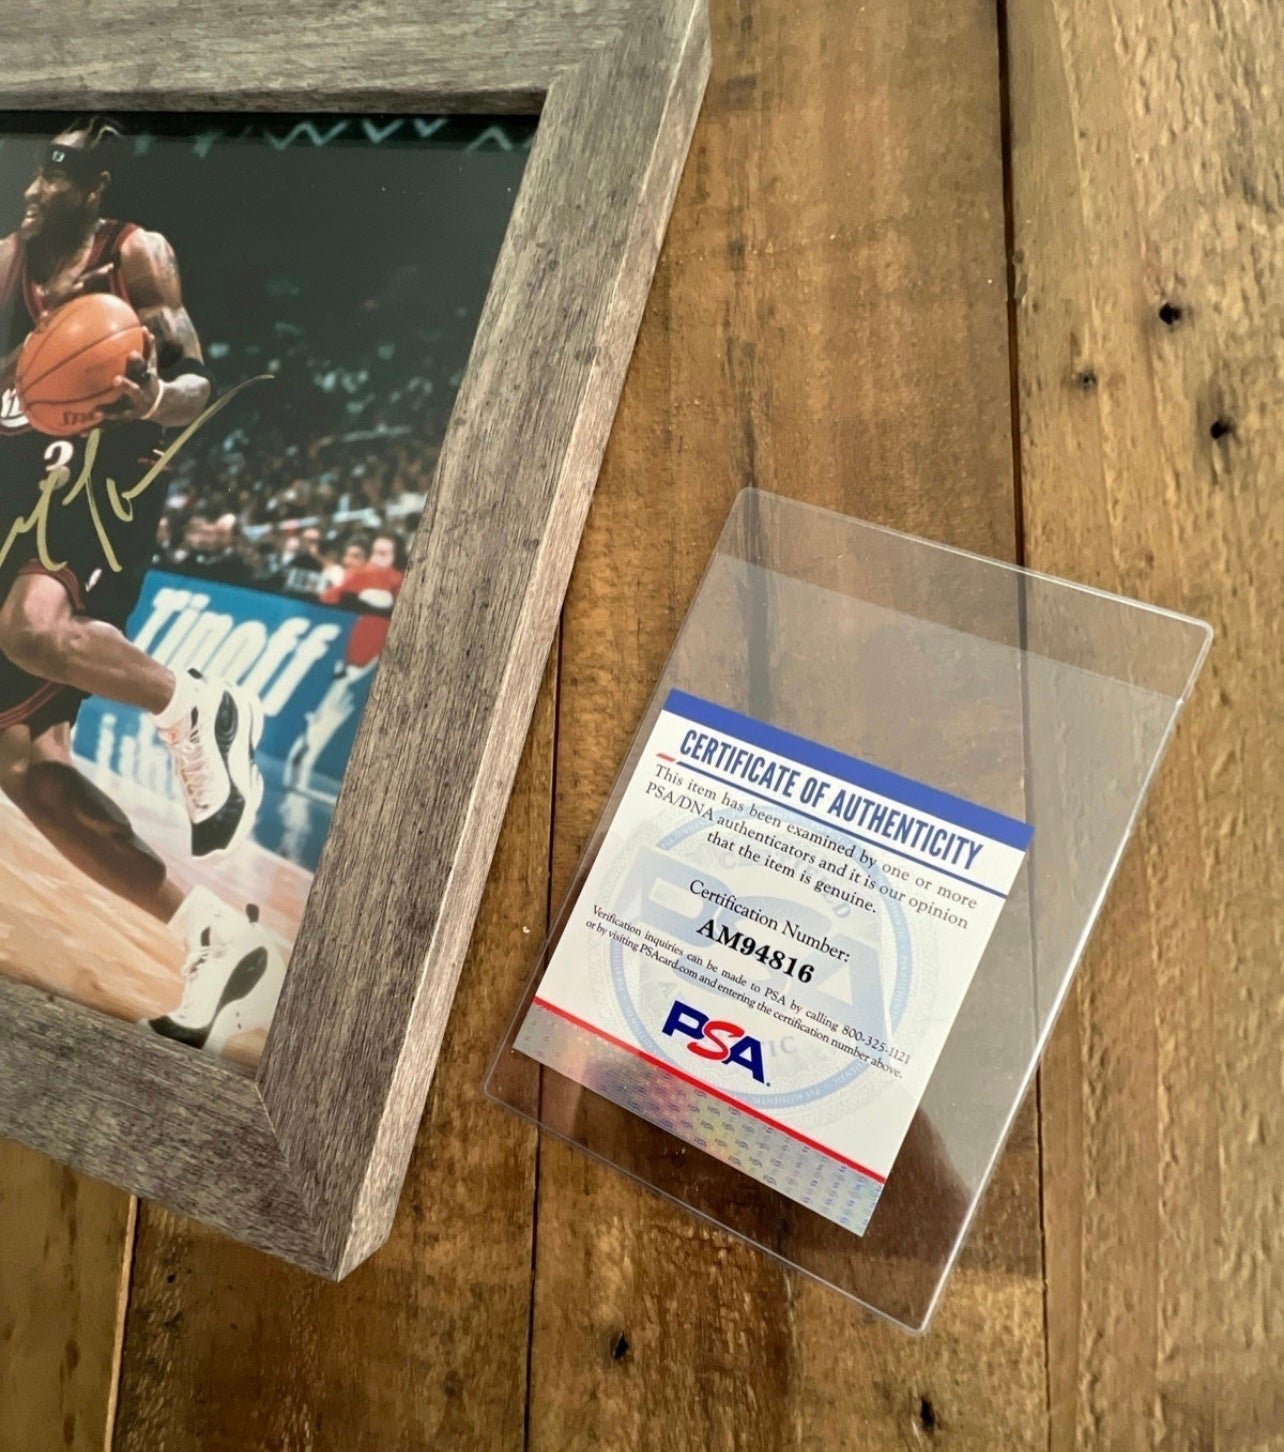 Tipoff
CERTIFICATE OF AUTHENTICITY
This item has been examined by one or more
PSA/DNA authenticators and it is our opinion
that the item is genuine.
Certification Number:
AM94816
Verification inquiries can be made to PSA by calling 800-325-1121
or by visiting PSAcard.com and entering the certification number above.
PSA